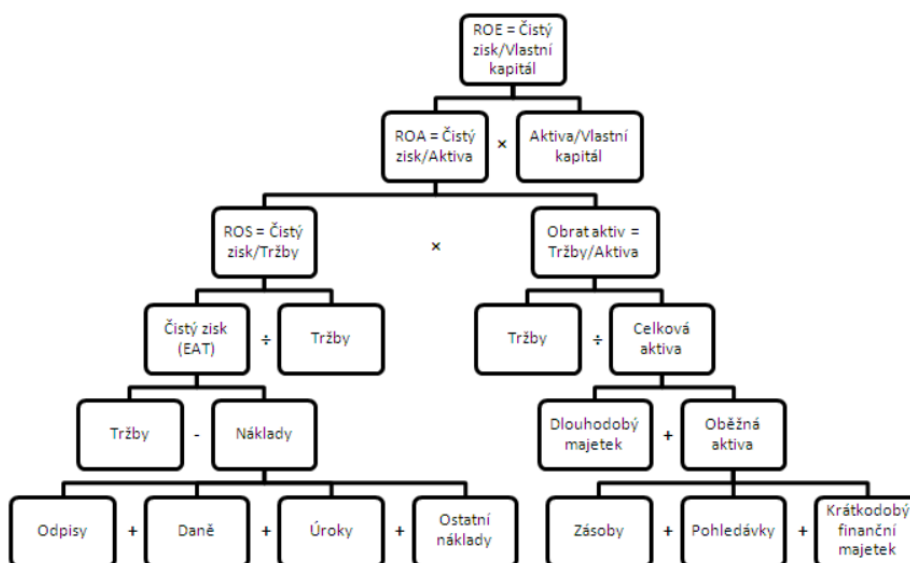 ROE = Čistý
zisk/Vlastní
kapitál
ROA = Čistý
zisk/Aktiva
×
Aktiva/Vlastní
kapitál
ROS = Čistý
zisk/Tržby
×
Obrat aktiv =
Tržby/Aktiva
Čistý zisk
(EAT)
÷
Tržby
Tržby
÷
Celková
aktiva
Tržby
-
Náklady
Dlouhodobý
majetek
+
Oběžná
aktiva
Odpisy
+
Daně
+
Úroky
+
Ostatní
náklady
Zásoby
+
Pohledávky
+
Krátkodobý
finanční
majetek